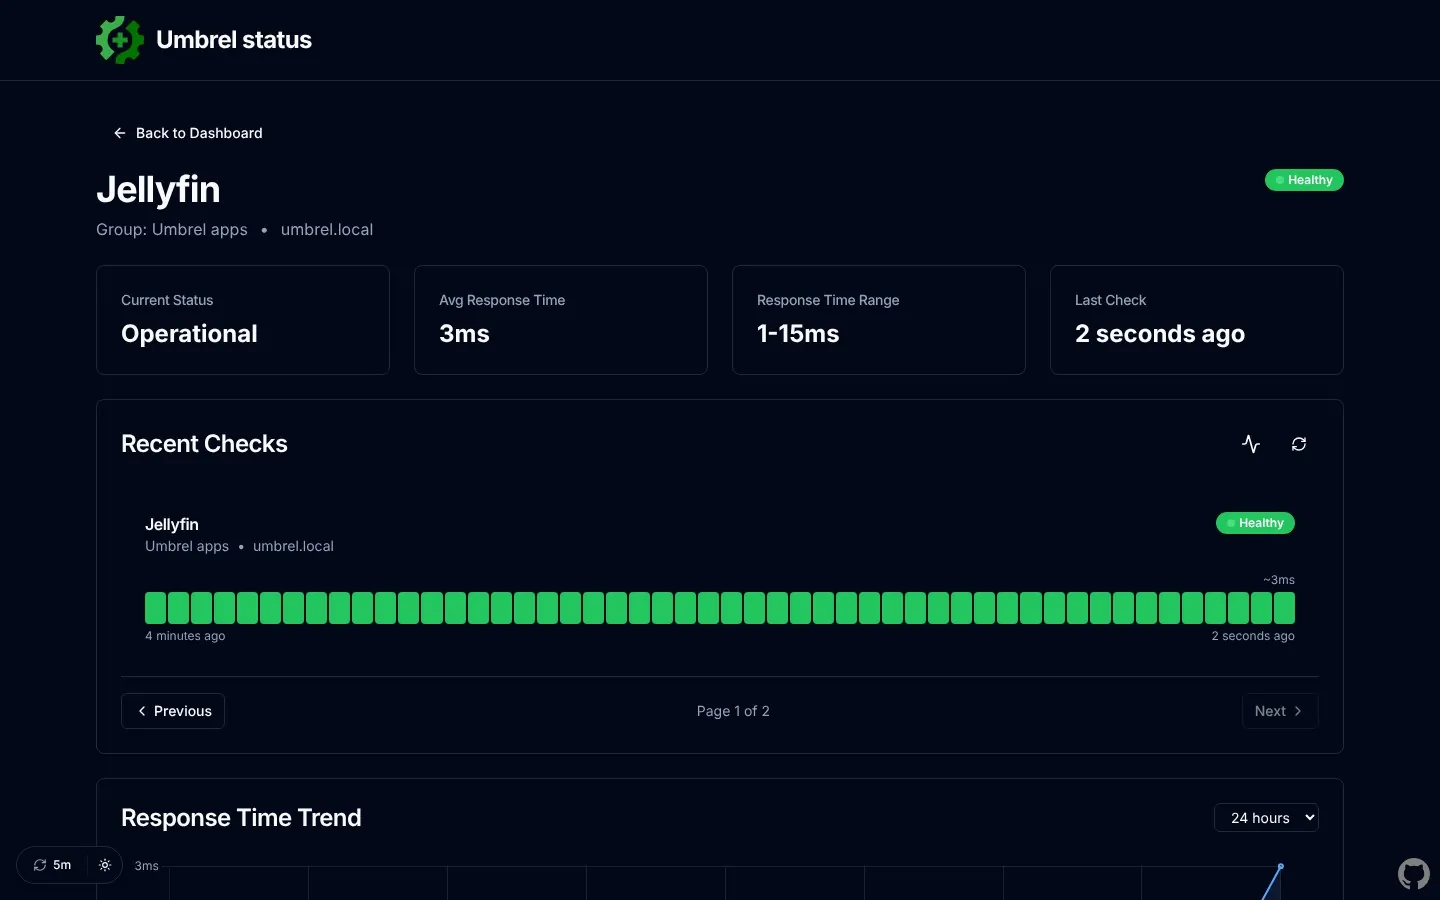 Umbrel status
Back to Dashboard
Jellyfin
Healthy
Group: Umbrel apps • umbrel.local
Current Status
Operational
Avg Response Time
3ms
Response Time Range
1-15ms
Last Check
2 seconds ago
Recent Checks
Jellyfin
Healthy
Umbrel apps • umbrel.local
~3ms
4 minutes ago
2 seconds ago
Previous
Page 1 of 2
Next
Response Time Trend
24 hours
5m
3ms